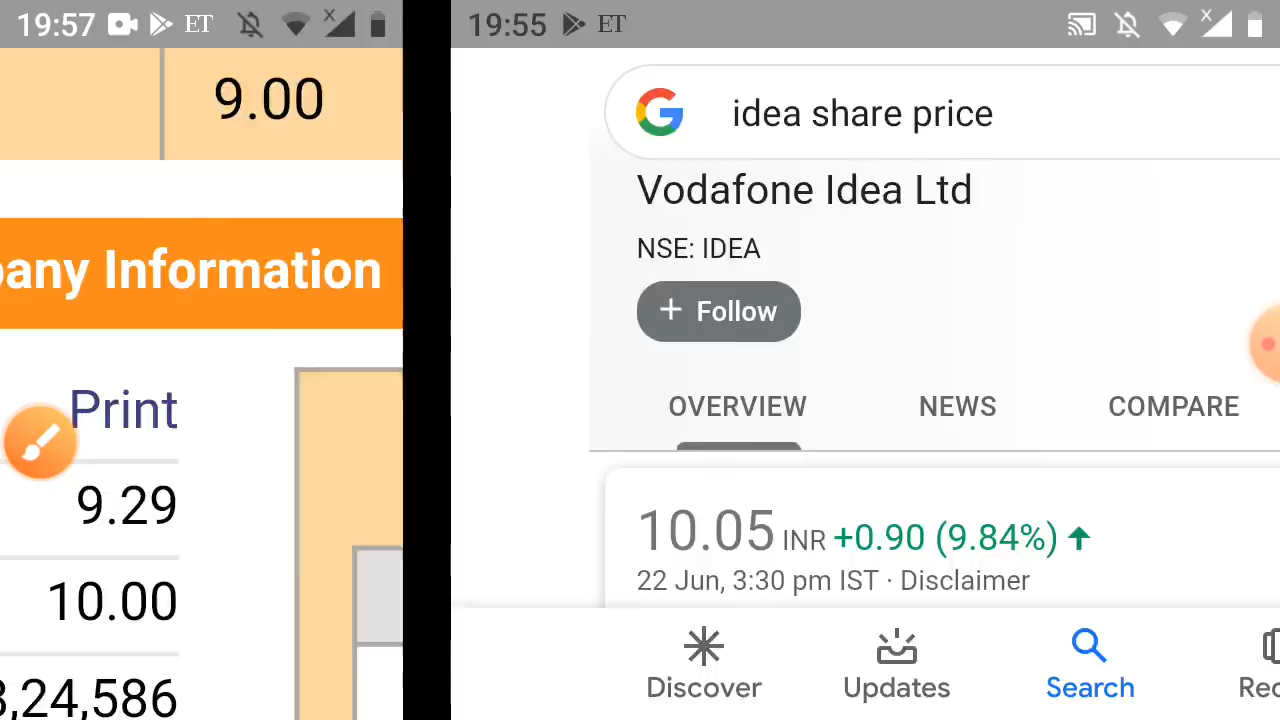 19:57 ET
9.00
pany Information
Print
9.29
10.00
3,24,586
19:55 ET
idea share price
Vodafone Idea Ltd
NSE: IDEA
+ Follow
OVERVIEW NEWS COMPARE
10.05 INR +0.90 (9.84%) ↑
22 Jun, 3:30 pm IST · Disclaimer
Discover Updates Search Rec